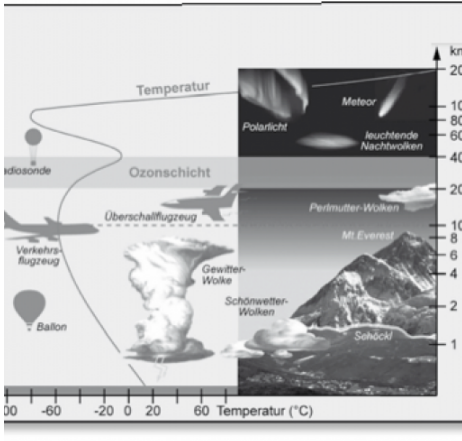 km
Temperatur
Meteor
Polarlicht
leuchtende
Nachtwolken
adiosonde
Ozonschicht
Überschallflugzeug
Perlmutter-Wolken
Verkehrs-
flugzeug
Mt.Everest
Gewitter-
Wolke
Schönwetter-
Wolken
Ballon
Schöckl
20
10
80
60
40
20
10
8
6
4
2
1
00 -60 -20 0 20 60 Temperatur (°C)